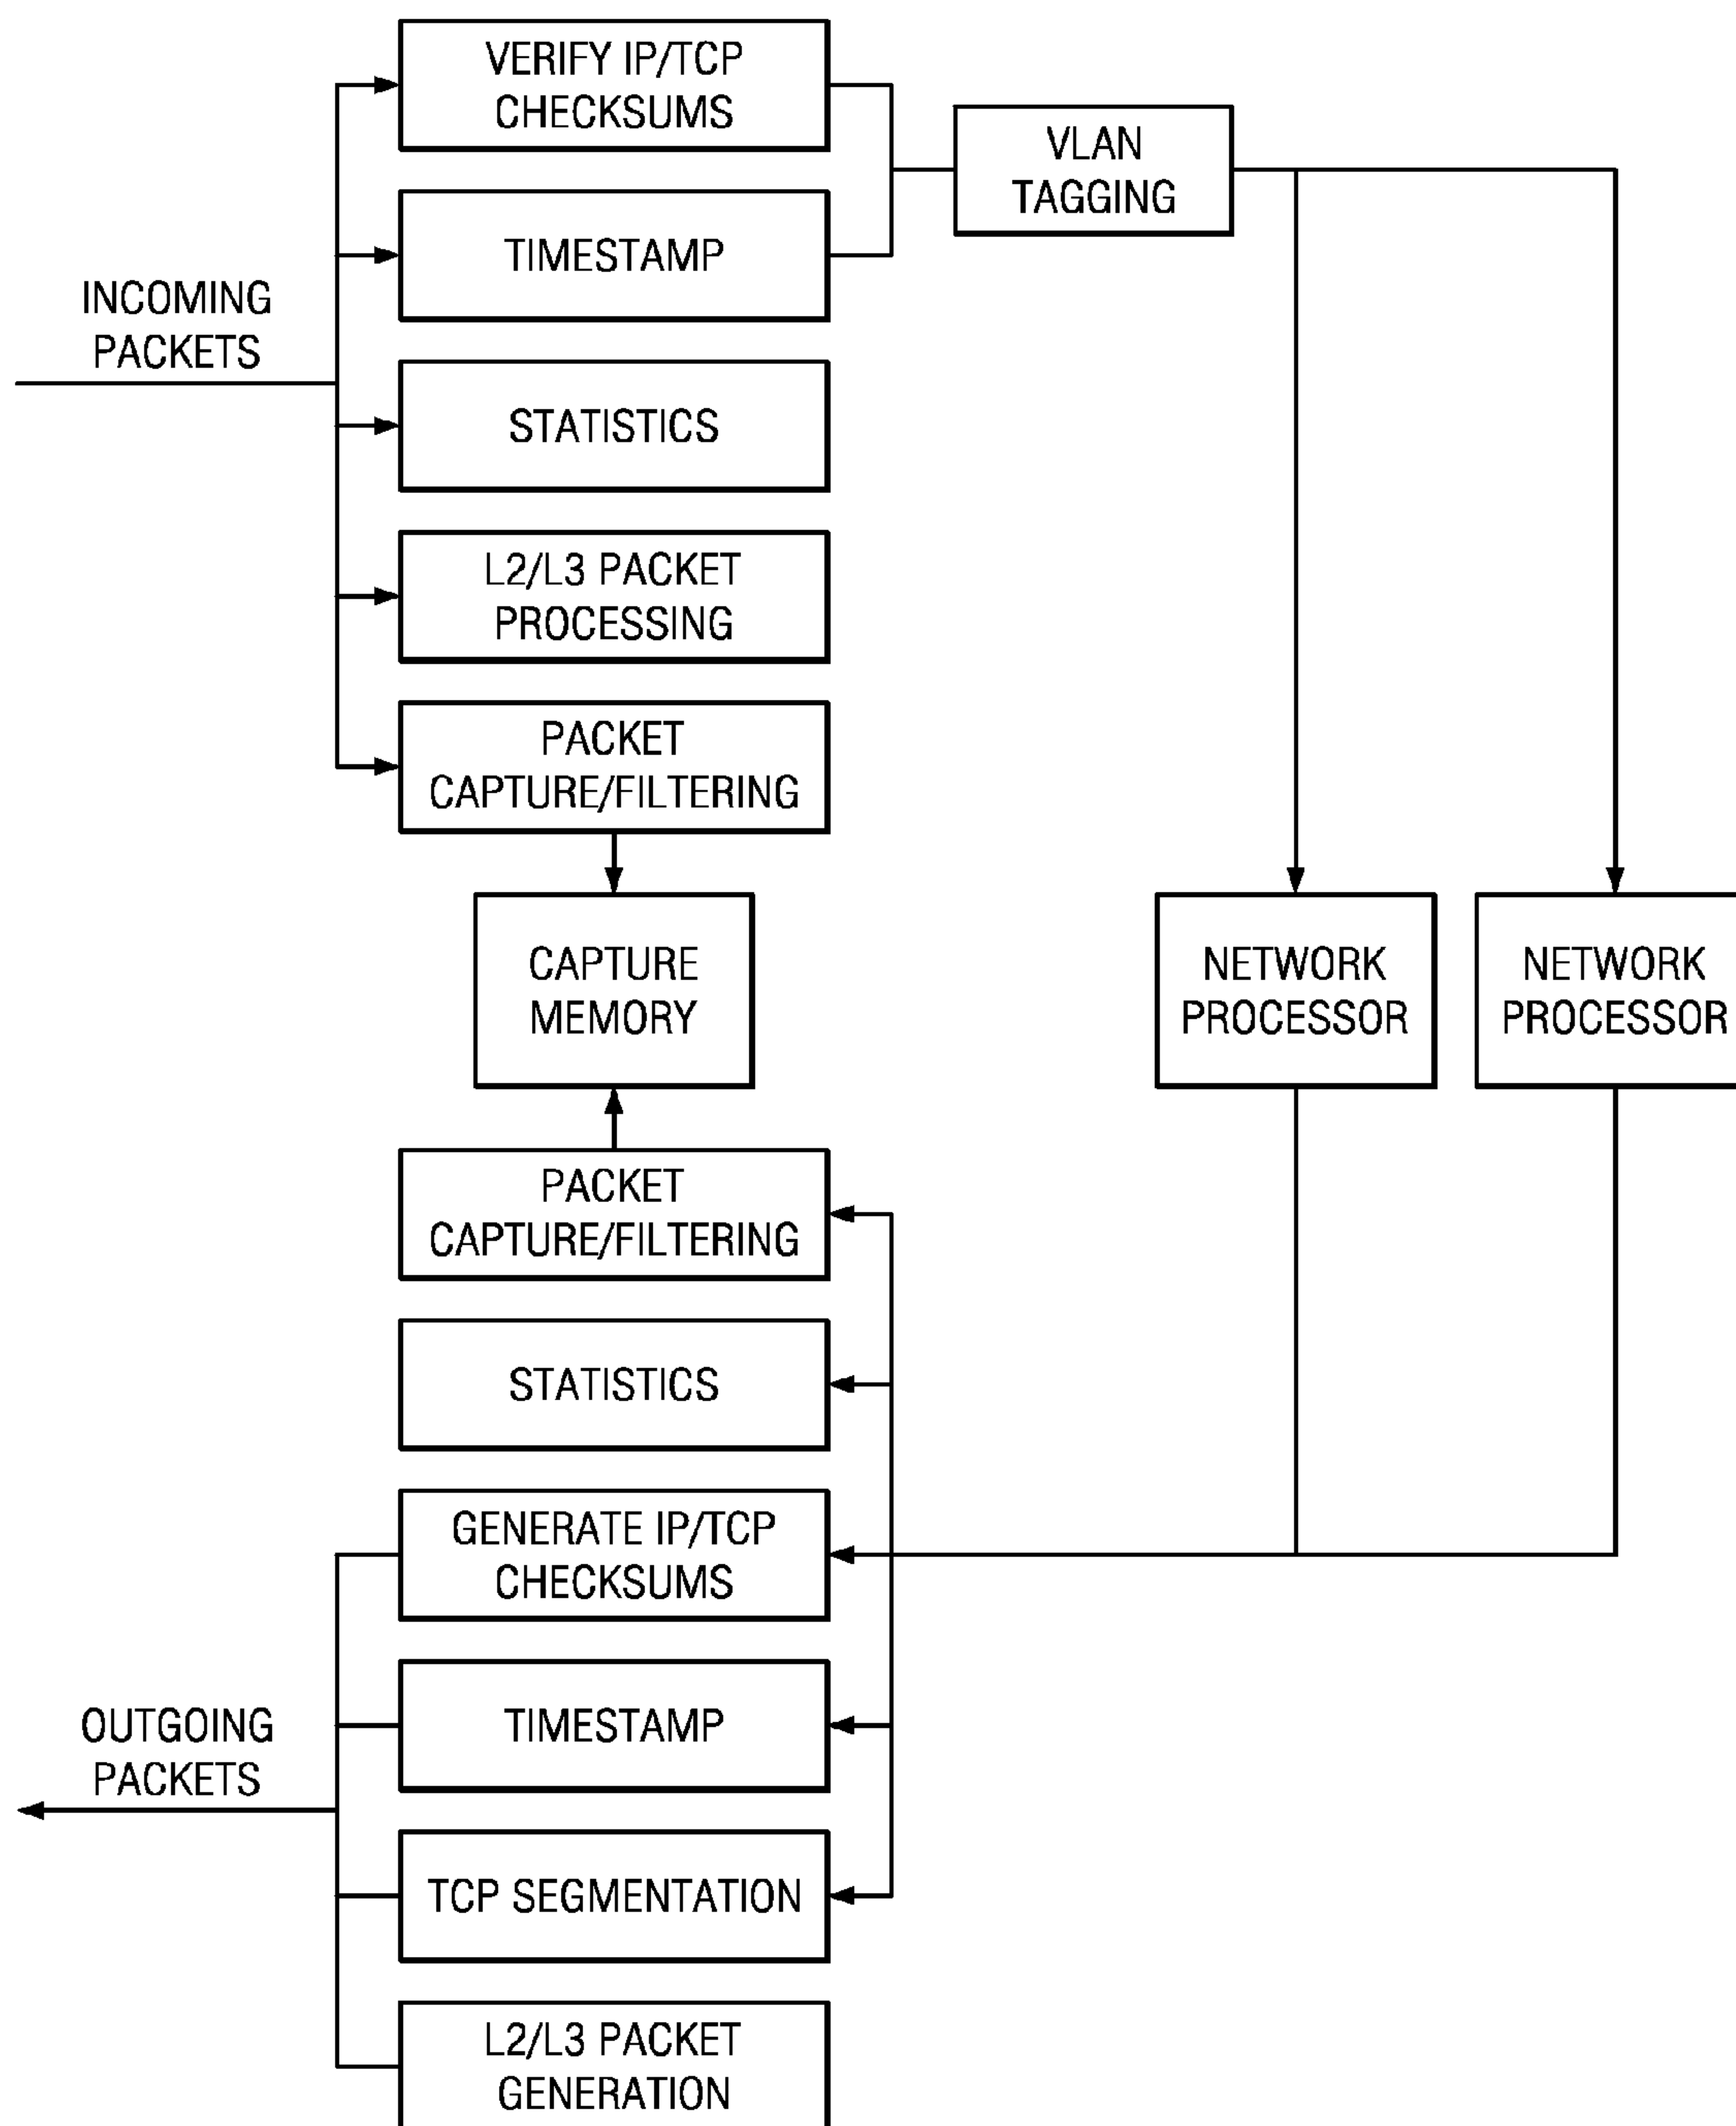 VERIFY IP/TCP
CHECKSUMS
VLAN
TAGGING
TIMESTAMP
INCOMING
PACKETS
STATISTICS
L2/L3 PACKET
PROCESSING
PACKET
CAPTURE/FILTERING
CAPTURE
MEMORY
NETWORK
PROCESSOR
NETWORK
PROCESSOR
PACKET
CAPTURE/FILTERING
STATISTICS
GENERATE IP/TCP
CHECKSUMS
TIMESTAMP
OUTGOING
PACKETS
TCP SEGMENTATION
L2/L3 PACKET
GENERATION